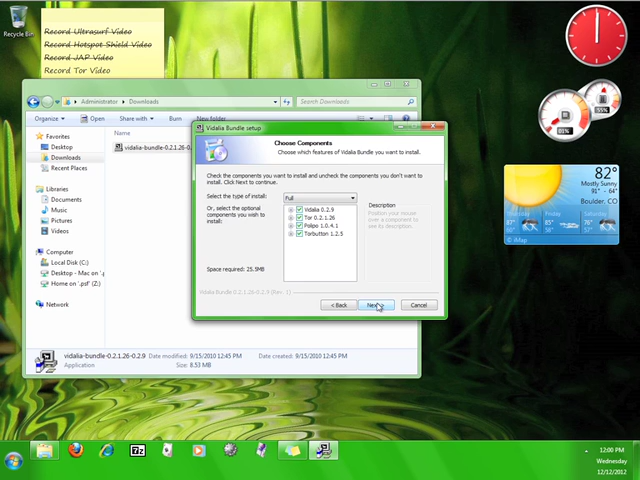 Recycle Bin
Record Ultrasurf Video
Record Hotspot Shield Video
Record JAP Video
Record Tor Video
Administrator
Downloads
Search Downloads
Organize
Open
Share with
Burn
New folder
Favorites
Desktop
Downloads
Recent Places
Libraries
Documents
Music
Pictures
Videos
Computer
Local Disk (C:)
Desktop - Mac on '.p
Home on '.psf' (Z:)
Network
Name
vidalia-bundle-0.2.1.26-0.2.9
vidalia-bundle-0.2.1.26-0.2.9 Date modified: 9/15/2010 12:45 PM Date created: 9/15/2010 12:45 PM
Application Size: 8.53 MB
Vidalia Bundle setup
Choose Components
Choose which features of Vidalia Bundle you want to install.
Check the components you want to install and uncheck the components you don't want to
install. Click Next to continue.
Select the type of install:
Full
Or, select the optional
components you wish to
install:
Vidalia 0.2.9
Tor 0.2.1.26
Polipo 1.0.4.1
Torbutton 1.2.5
Description
Position your mouse
over a component
to see its description.
Space required: 25.5MB
Vidalia Bundle 0.2.1.26-0.2.9 (Rev. 1)
< Back
Next >
Cancel
82°
Mostly Sunny
91° - 64°
Boulder, CO
© iMap
12:00 PM
Wednesday
12/12/2012